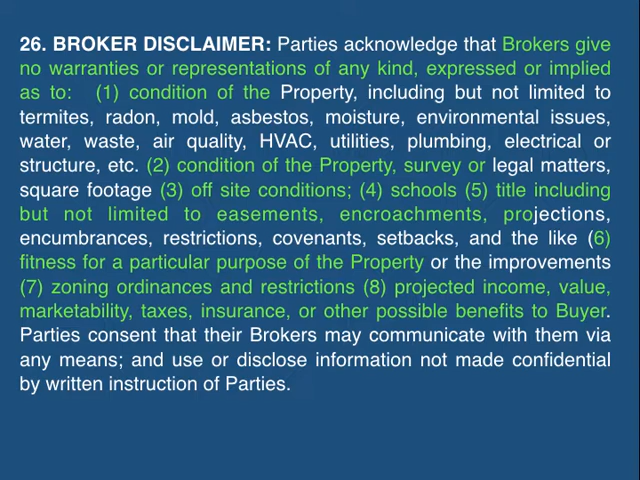 26. BROKER DISCLAIMER: Parties acknowledge that Brokers give
no warranties or representations of any kind, expressed or implied
as to: (1) condition of the Property, including but not limited to
termites, radon, mold, asbestos, moisture, environmental issues,
water, waste, air quality, HVAC, utilities, plumbing, electrical or
structure, etc. (2) condition of the Property, survey or legal matters,
square footage (3) off site conditions; (4) schools (5) title including
but not limited to easements, encroachments, projections,
encumbrances, restrictions, covenants, setbacks, and the like (6)
fitness for a particular purpose of the Property or the improvements
(7) zoning ordinances and restrictions (8) projected income, value,
marketability, taxes, insurance, or other possible benefits to Buyer.
Parties consent that their Brokers may communicate with them via
any means; and use or disclose information not made confidential
by written instruction of Parties.